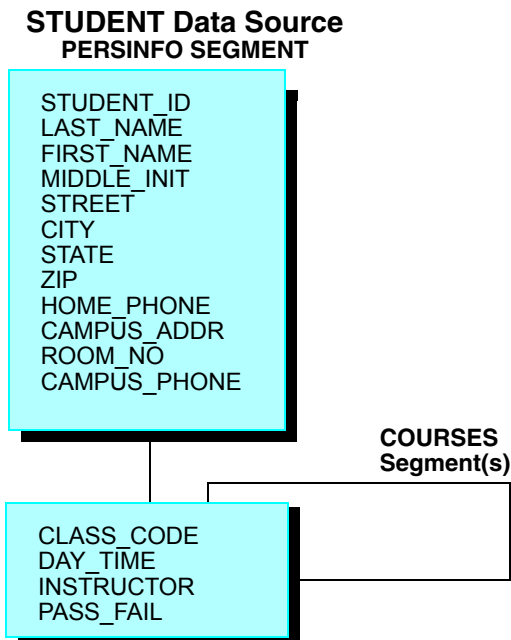 STUDENT Data Source
PERSINFO SEGMENT
STUDENT_ID
LAST_NAME
FIRST_NAME
MIDDLE_INIT
STREET
CITY
STATE
ZIP
HOME_PHONE
CAMPUS_ADDR
ROOM_NO
CAMPUS_PHONE
COURSES
Segment(s)
CLASS_CODE
DAY_TIME
INSTRUCTOR
PASS_FAIL